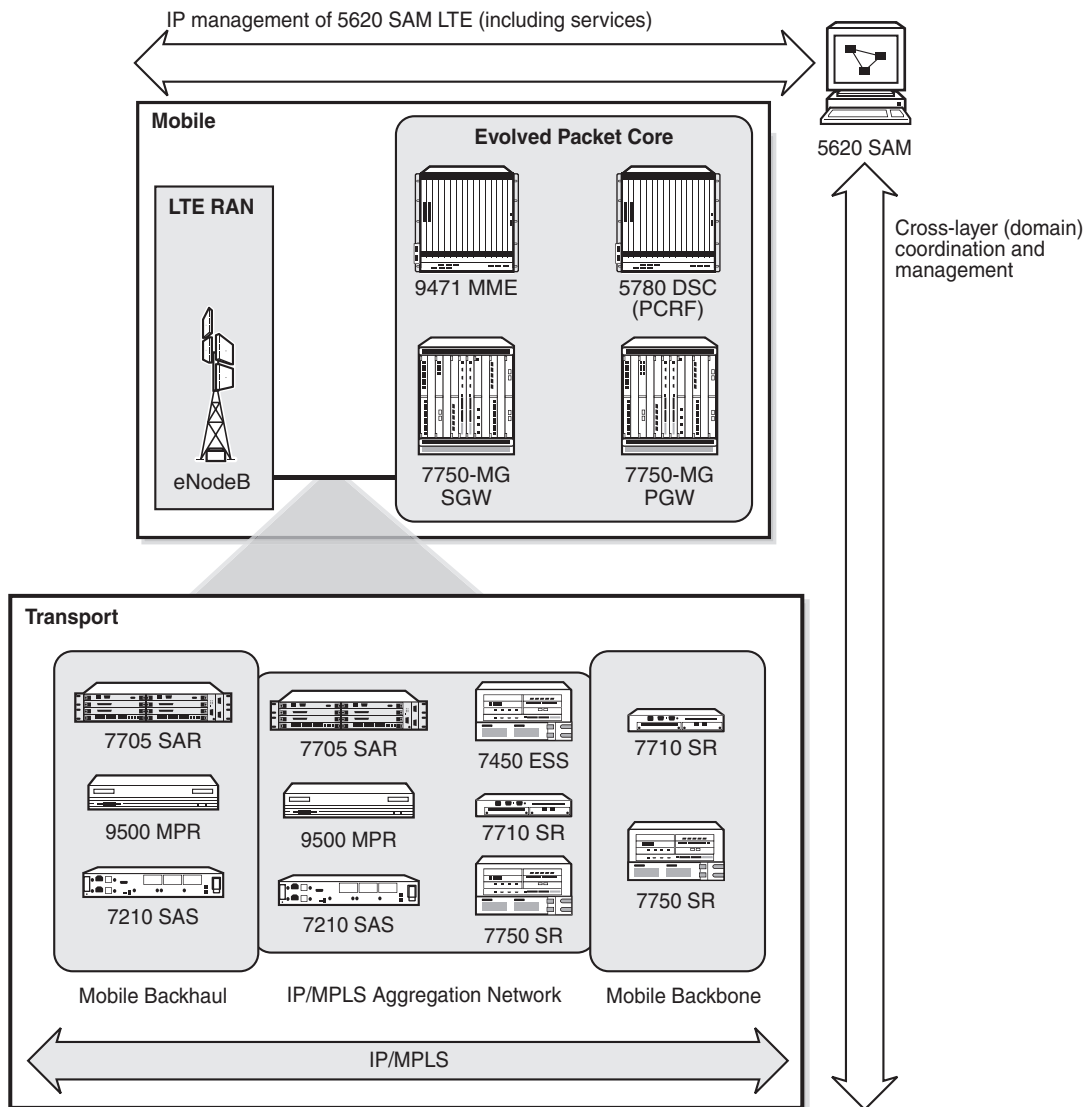 IP management of 5620 SAM LTE (including services)
5620 SAM
Mobile
Evolved Packet Core
LTE RAN
9471 MME
5780 DSC
(PCRF)
eNodeB
7750-MG
SGW
7750-MG
PGW
Cross-layer (domain)
coordination and
management
Transport
7705 SAR
9500 MPR
7210 SAS
7705 SAR
9500 MPR
7210 SAS
7450 ESS
7710 SR
7750 SR
7710 SR
7750 SR
Mobile Backhaul
IP/MPLS Aggregation Network
Mobile Backbone
IP/MPLS